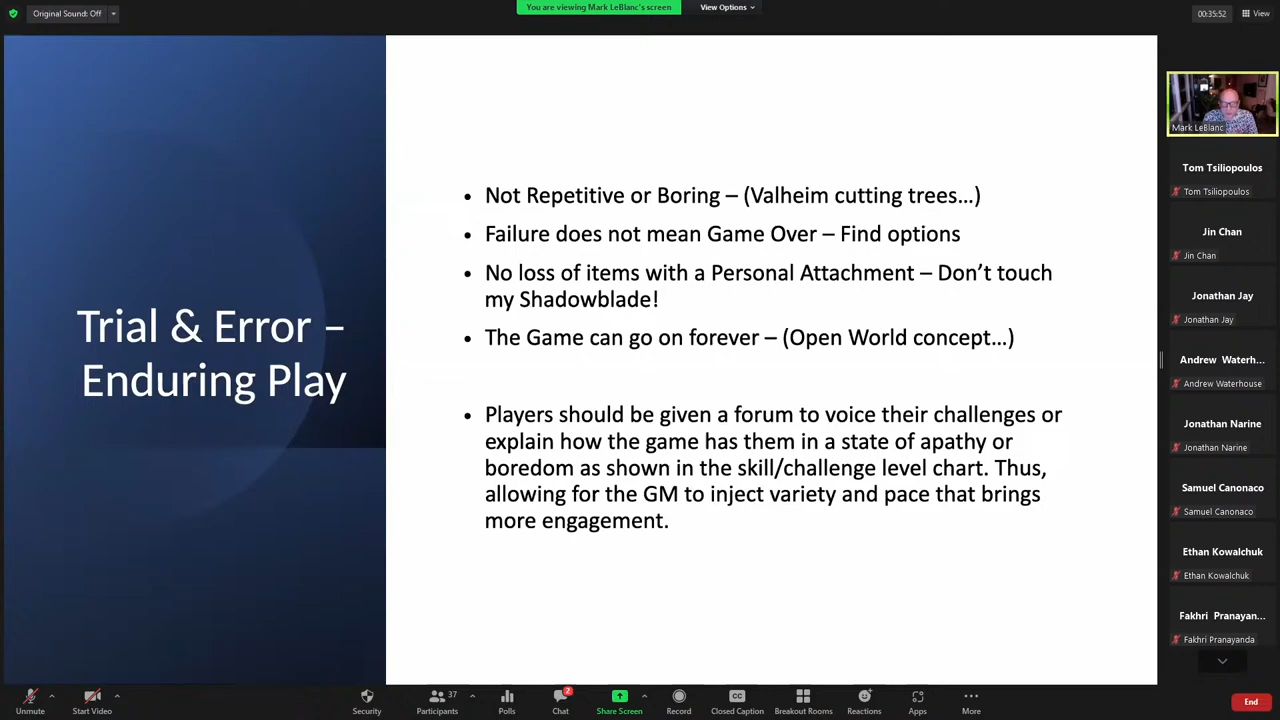 Original Sound: Off
You are viewing Mark LeBlanc's screen
View Options
00:35:52
View
Trial & Error –
Enduring Play
• Not Repetitive or Boring – (Valheim cutting trees…)
• Failure does not mean Game Over – Find options
• No loss of items with a Personal Attachment – Don’t touch
my Shadowblade!
• The Game can go on forever – (Open World concept…)
• Players should be given a forum to voice their challenges or
explain how the game has them in a state of apathy or
boredom as shown in the skill/challenge level chart. Thus,
allowing for the GM to inject variety and pace that brings
more engagement.
Mark LeBlanc
Tom Tsiliopoulos
Tom Tsiliopoulos
Jin Chan
Jin Chan
Jonathan Jay
Jonathan Jay
Andrew Waterh...
Andrew Waterhouse
Jonathan Narine
Jonathan Narine
Samuel Canonaco
Samuel Canonaco
Ethan Kowalchuk
Ethan Kowalchuk
Fakhri Pranayan...
Fakhri Pranayanda
Unmute
Start Video
Security
Participants
37
Polls
Chat
2
Share Screen
Record
CC
Closed Caption
Breakout Rooms
Reactions
Apps
More
End